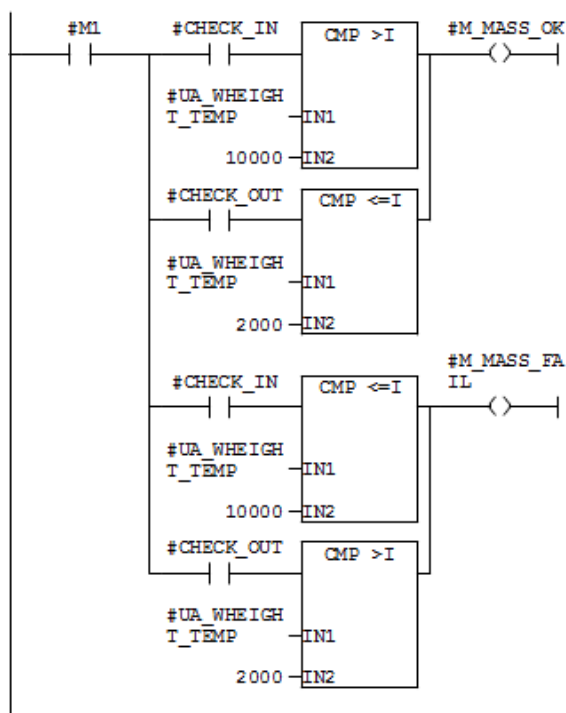 #M1
#CHECK_IN
CMP >I
#M_MASS_OK
#UA_WHEIGH
T_TEMP
IN1
10000
IN2
#CHECK_OUT
CMP <=I
#UA_WHEIGH
T_TEMP
IN1
2000
IN2
#M_MASS_FA
IL
#CHECK_IN
CMP <=I
#UA_WHEIGH
T_TEMP
IN1
10000
IN2
#CHECK_OUT
CMP >I
#UA_WHEIGH
T_TEMP
IN1
2000
IN2